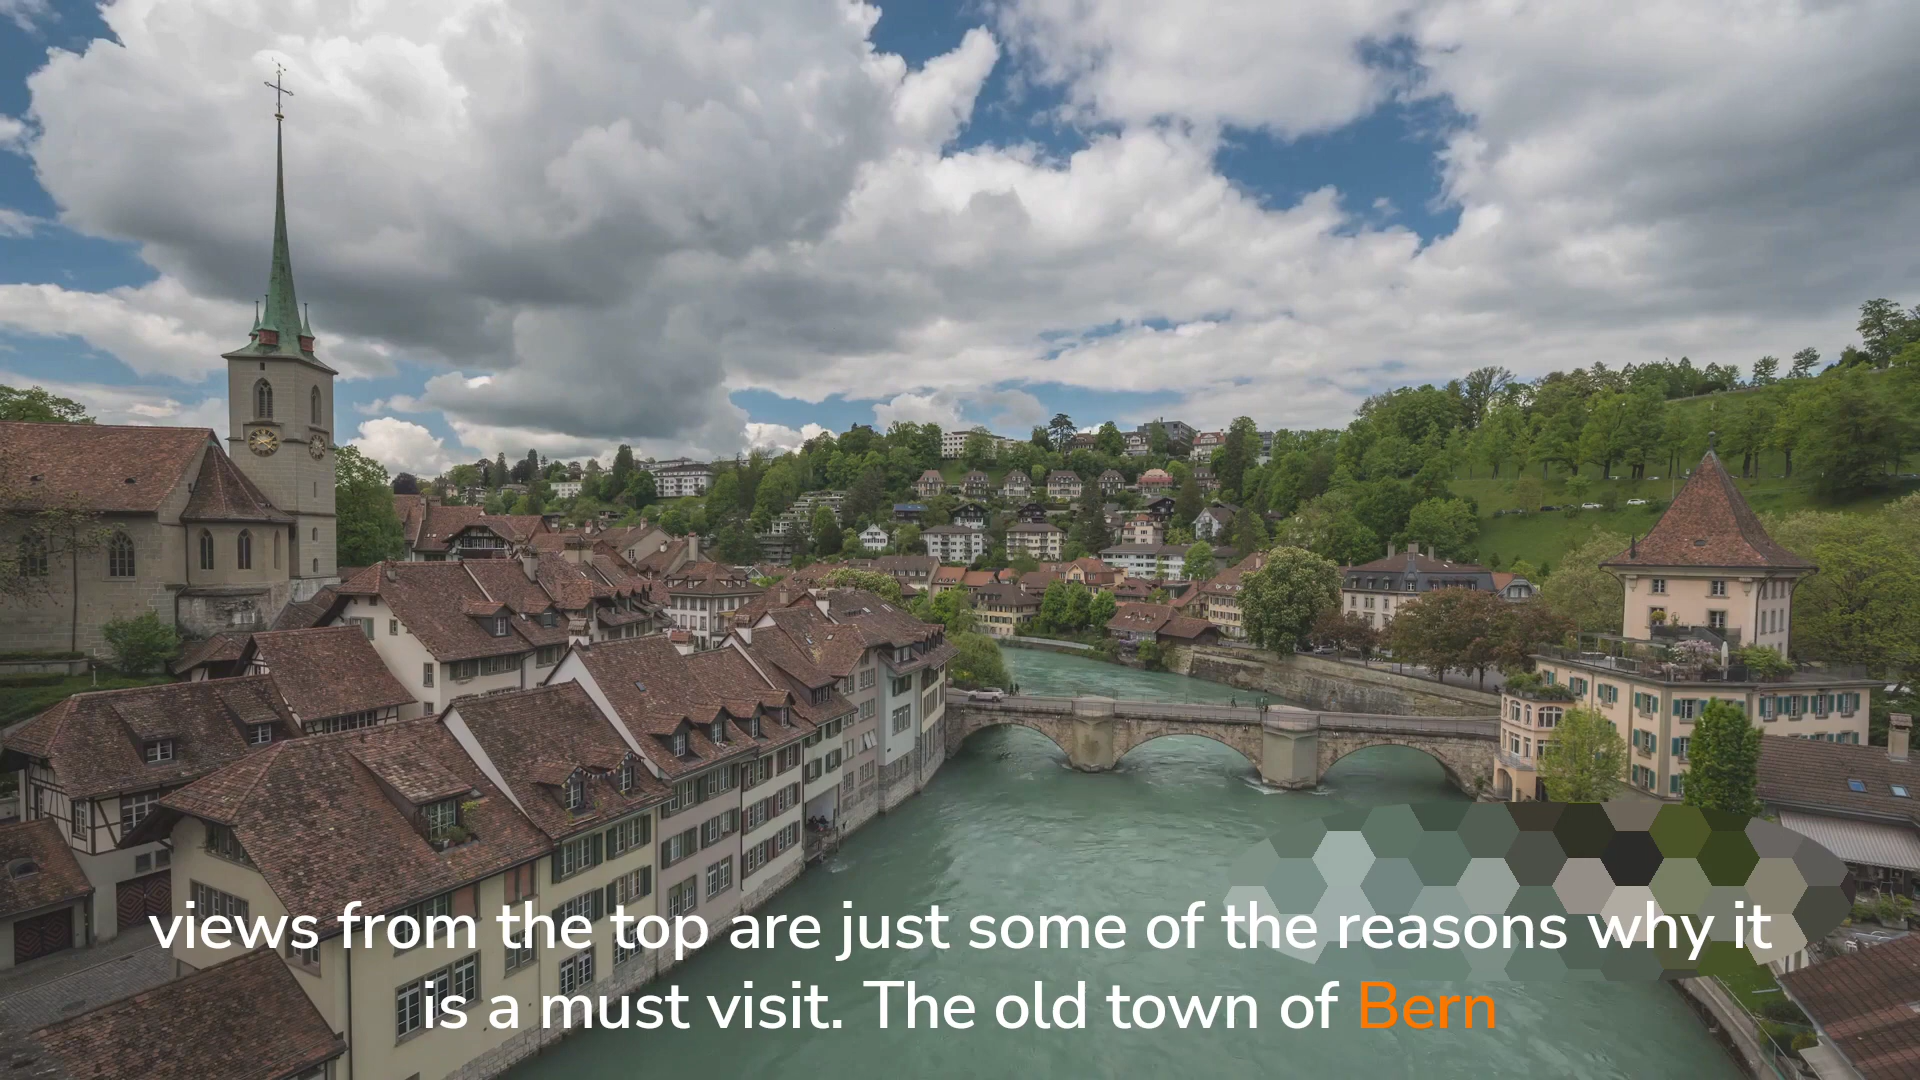 views from the top are just some of the reasons why it
is a must visit. The old town of Bern